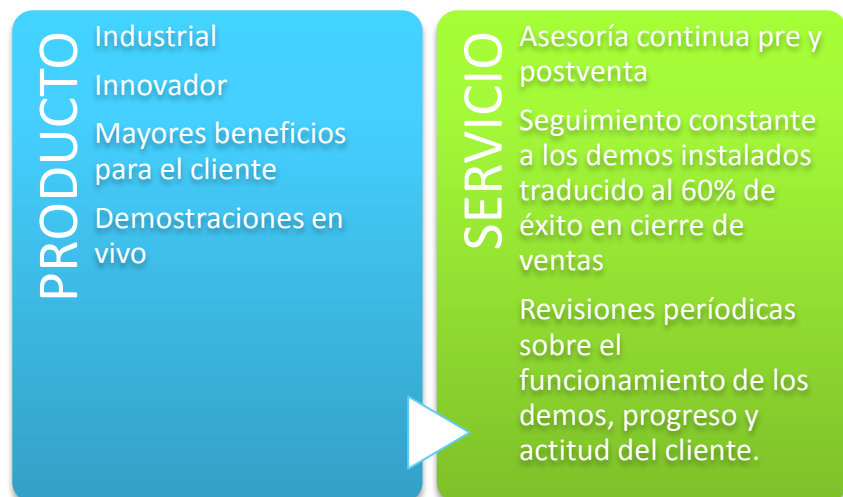 PRODUCTO
Industrial
Innovador
Mayores beneficios
para el cliente
Demostraciones en
vivo
SERVICIO
Asesoría continua pre y
postventa
Seguimiento constante
a los demos instalados
traducido al 60% de
éxito en cierre de
ventas
Revisiones períodicas
sobre el
funcionamiento de los
demos, progreso y
actitud del cliente.